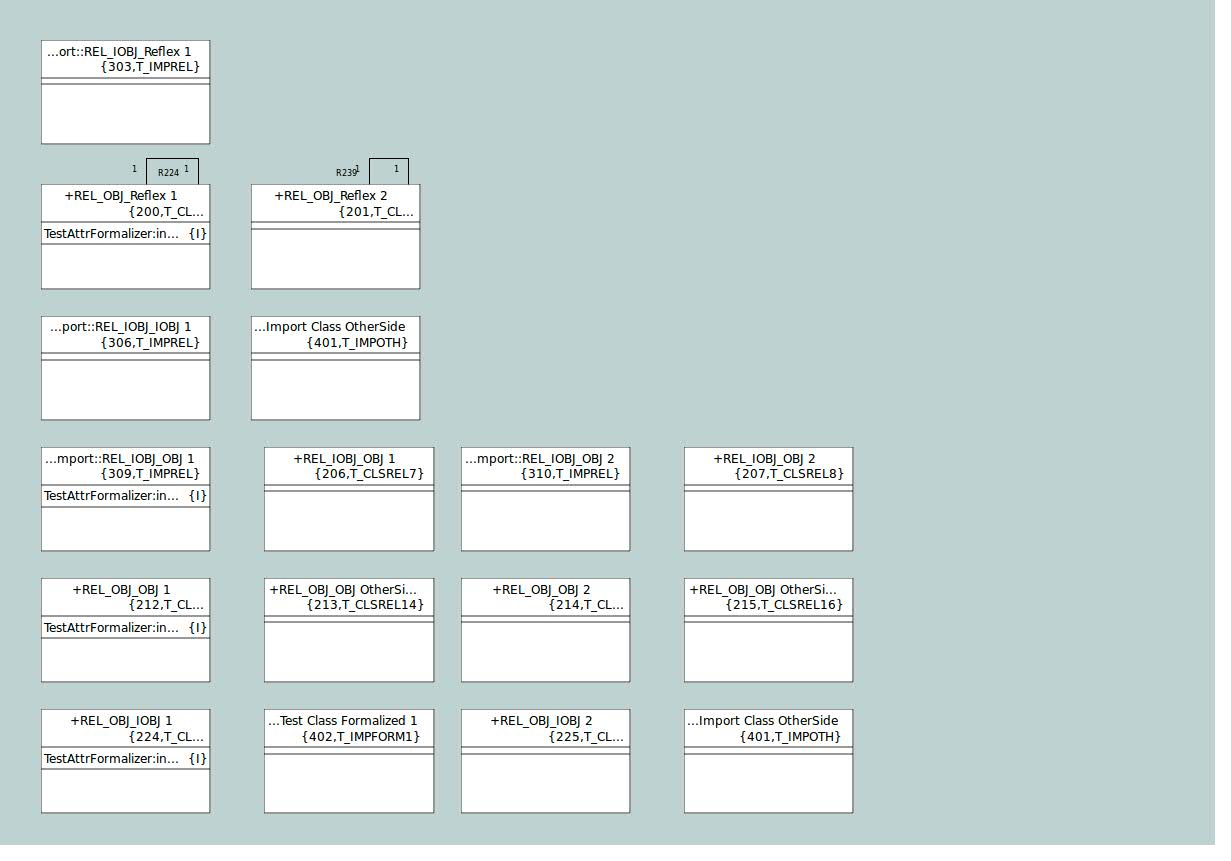 ...ort::REL_IOBJ_Reflex 1
{303,T_IMPREL}
1 R224 1
R239 1 1
+REL_OBJ_Reflex 1
{200,T_CL...
TestAttrFormalizer:in... {I}
+REL_OBJ_Reflex 2
{201,T_CL...
...port::REL_IOBJ_IOBJ 1
{306,T_IMPREL}
...Import Class OtherSide
{401,T_IMPOTH}
...mport::REL_IOBJ_OBJ 1
{309,T_IMPREL}
TestAttrFormalizer:in... {I}
+REL_IOBJ_OBJ 1
{206,T_CLSREL7}
...mport::REL_IOBJ_OBJ 2
{310,T_IMPREL}
+REL_IOBJ_OBJ 2
{207,T_CLSREL8}
+REL_OBJ_OBJ 1
{212,T_CL...
TestAttrFormalizer:in... {I}
+REL_OBJ_OBJ OtherSi...
{213,T_CLSREL14}
+REL_OBJ_OBJ 2
{214,T_CL...
+REL_OBJ_OBJ OtherSi...
{215,T_CLSREL16}
+REL_OBJ_IOBJ 1
{224,T_CL...
TestAttrFormalizer:in... {I}
...Test Class Formalized 1
{402,T_IMPFORM1}
+REL_OBJ_IOBJ 2
{225,T_CL...
...Import Class OtherSide
{401,T_IMPOTH}